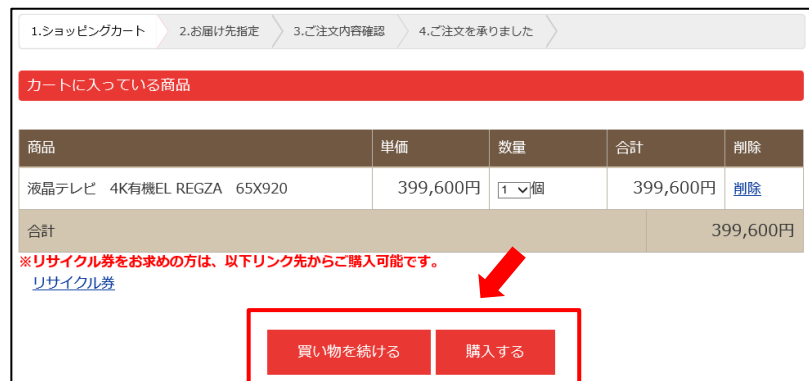 1.ショッピングカート 2.お届け先指定 3.ご注文内容確認 4.ご注文を承りました
カートに入っている商品
商品 単価 数量 合計 削除
液晶テレビ 4K有機EL REGZA 65X920 399,600円 1 個 399,600円 削除
合計 399,600円
※リサイクル券をお求めの方は、以下リンク先からご購入可能です。
リサイクル券
買い物を続ける 購入する